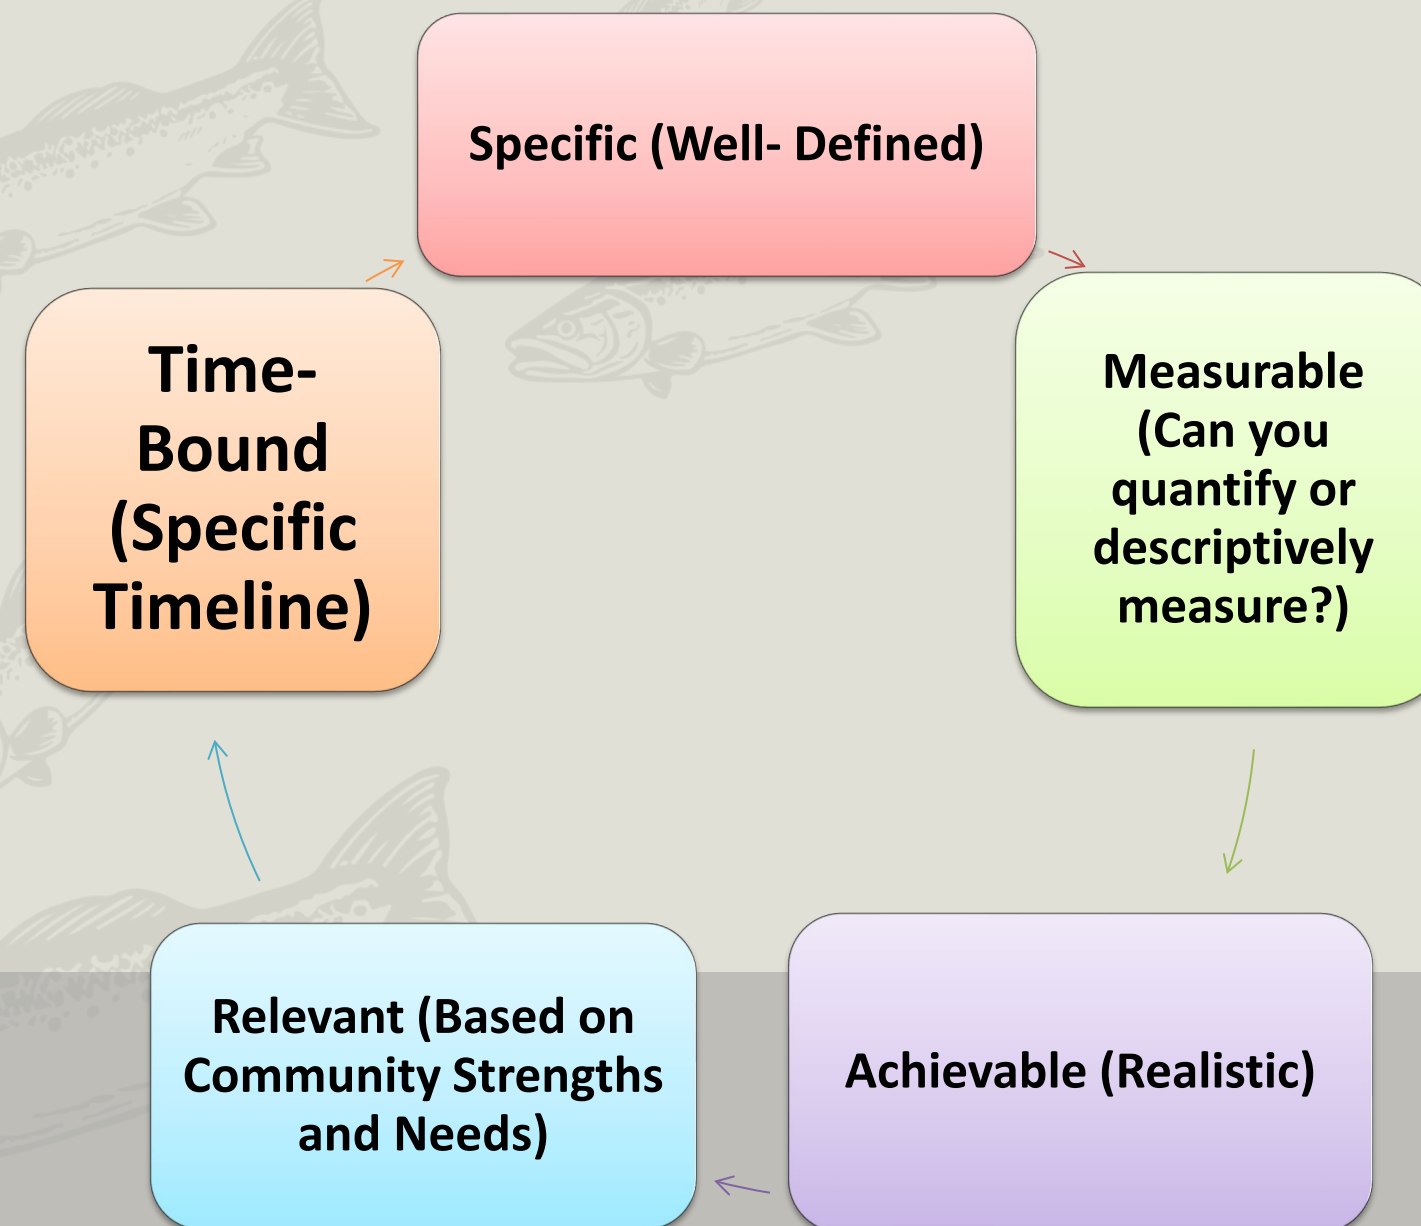 Specific (Well- Defined)
Measurable
(Can you
quantify or
descriptively
measure?)
Achievable (Realistic)
Relevant (Based on
Community Strengths
and Needs)
Time-
Bound
(Specific
Timeline)